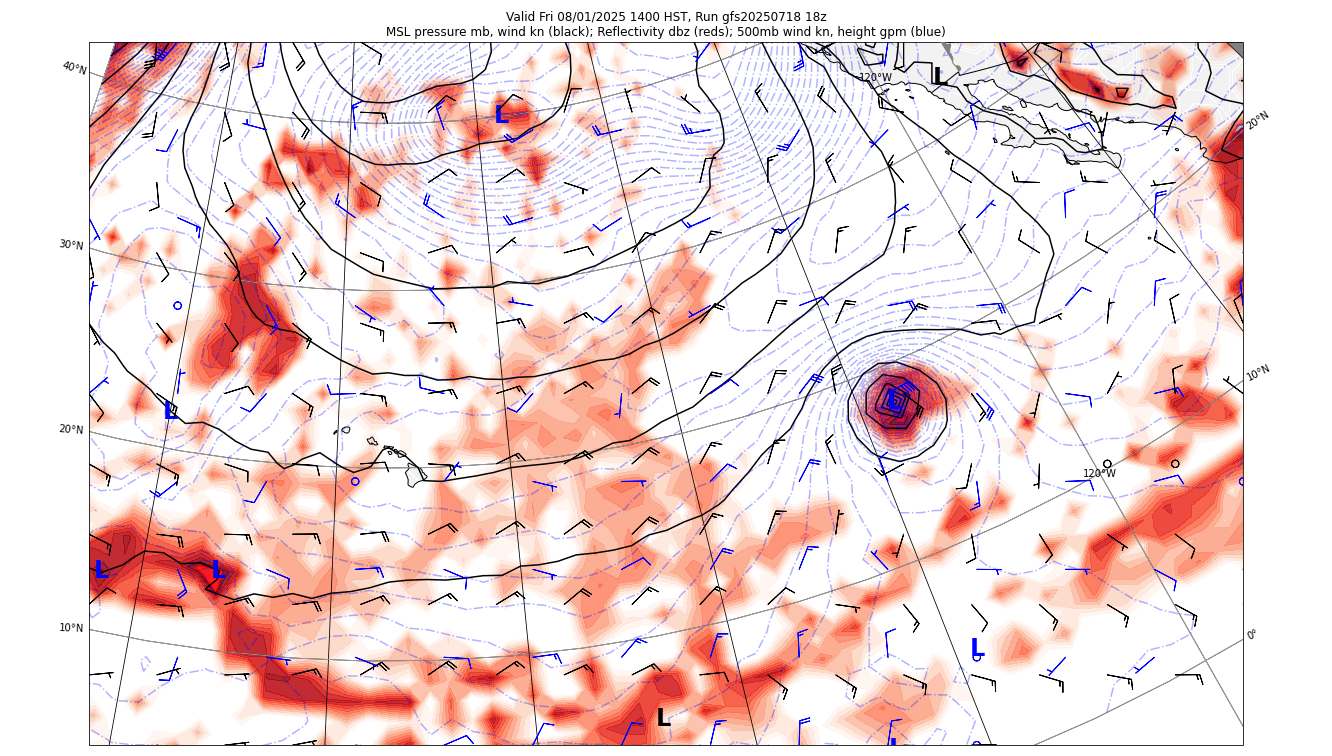 Valid Fri 08/01/2025 1400 HST, Run gfs20250718 18z
MSL pressure mb, wind kn (black); Reflectivity dbz (reds); 500mb wind kn, height gpm (blue)
40°N
120°W
L
L
20°N
30°N
10°N
L
L
20°N
120°W
L
L
10°N
0°
L
L
L